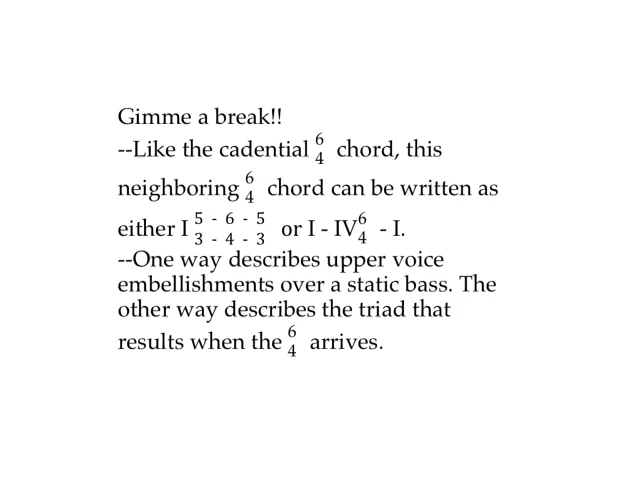 Gimme a break!!
--Like the cadential 6/4 chord, this
neighboring 6/4 chord can be written as
either I 5 - 6 - 5 / 3 - 4 - 3 or I - IV6/4 - I.
--One way describes upper voice
embellishments over a static bass. The
other way describes the triad that
results when the 6/4 arrives.